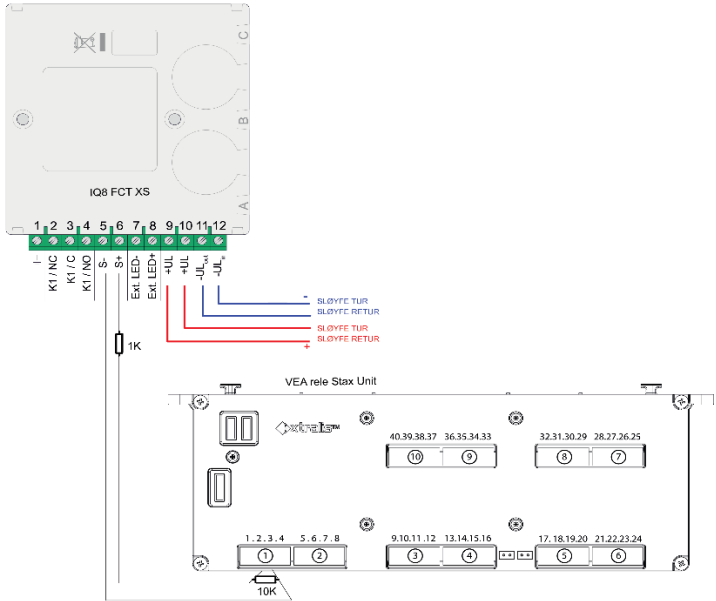 C
B
A
IQ8 FCT XS
1 2 3 4 5 6 7 8 9 10 11 12
I-
K1 / NC
K1 / C
K1 / NO
S-
S+
Ext. LED-
Ext. LED+
+UL
+UL
-ULout
-ULin
- SLØYFE TUR
SLØYFE RETUR
SLØYFE TUR
SLØYFE RETUR
+
1K
VEA rele Stax Unit
xtralis™
40.39.38.37 36.35.34.33 32.31.30.29 28.27.26.25
10 9 8 7
1 . 2. 3. 4 5. 6. 7. 8 9.10.11.12 13.14.15.16 17. 18.19.20 21.22.23.24
1 2 3 4 5 6
10K